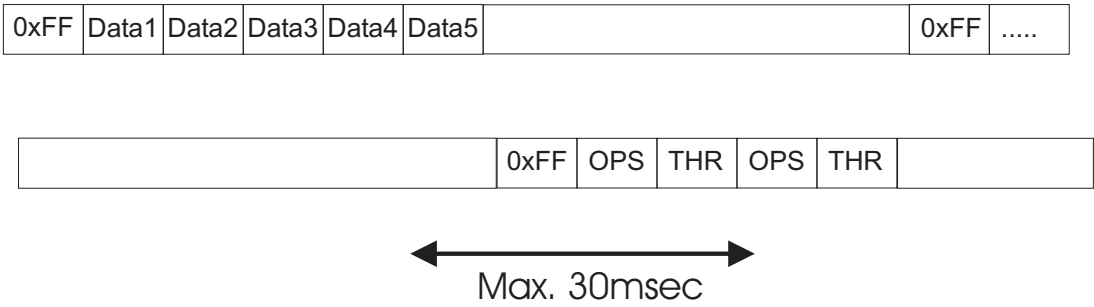 0xFF Data1 Data2 Data3 Data4 Data5 0xFF .....
0xFF OPS THR OPS THR
Max. 30msec